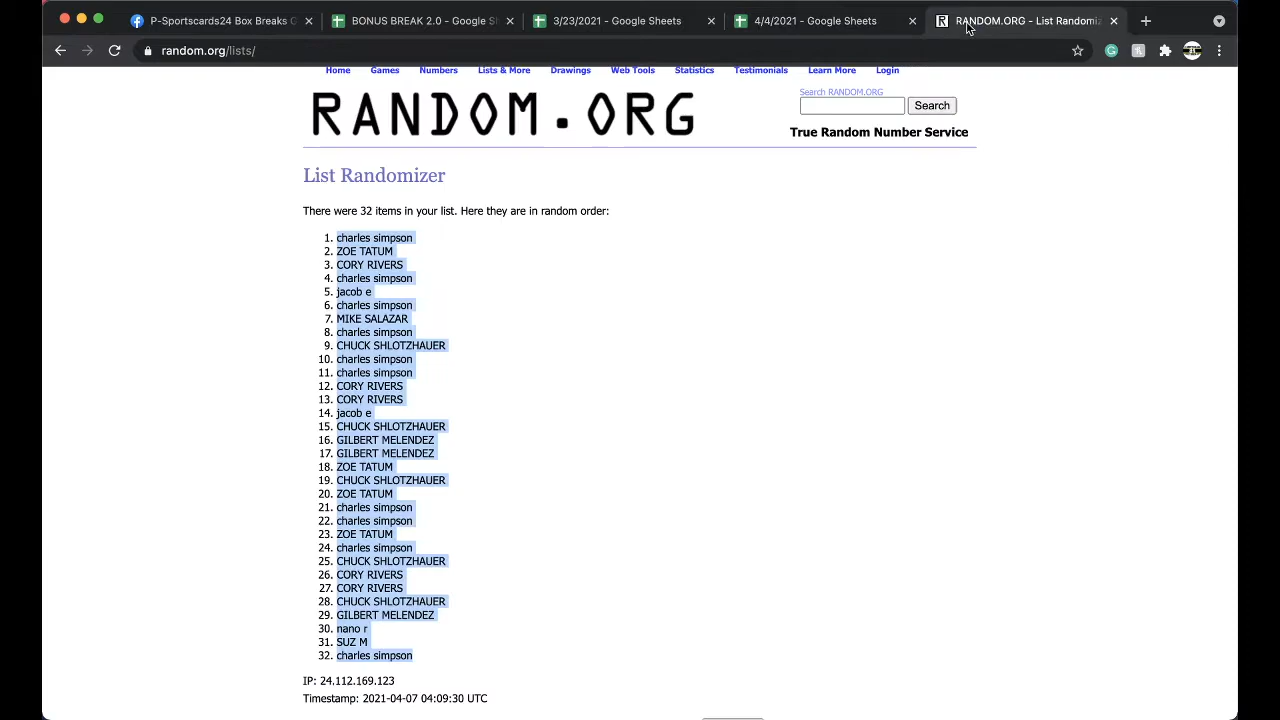 P-Sportscards24 Box Breaks G
BONUS BREAK 2.0 - Google S
3/23/2021 - Google Sheets
4/4/2021 - Google Sheets
RANDOM.ORG - List Randomiz
random.org/lists/
Home Games Numbers Lists & More Drawings Web Tools Statistics Testimonials Learn More Login
RANDOM.ORG
Search RANDOM.ORG
Search
True Random Number Service
List Randomizer
There were 32 items in your list. Here they are in random order:
1. charles simpson
2. ZOE TATUM
3. CORY RIVERS
4. charles simpson
5. jacob e
6. charles simpson
7. MIKE SALAZAR
8. charles simpson
9. CHUCK SHLOTZHAUER
10. charles simpson
11. charles simpson
12. CORY RIVERS
13. CORY RIVERS
14. jacob e
15. CHUCK SHLOTZHAUER
16. GILBERT MELENDEZ
17. GILBERT MELENDEZ
18. ZOE TATUM
19. CHUCK SHLOTZHAUER
20. ZOE TATUM
21. charles simpson
22. charles simpson
23. ZOE TATUM
24. charles simpson
25. CHUCK SHLOTZHAUER
26. CORY RIVERS
27. CORY RIVERS
28. CHUCK SHLOTZHAUER
29. GILBERT MELENDEZ
30. nano r
31. SUZ M
32. charles simpson
IP: 24.112.169.123
Timestamp: 2021-04-07 04:09:30 UTC